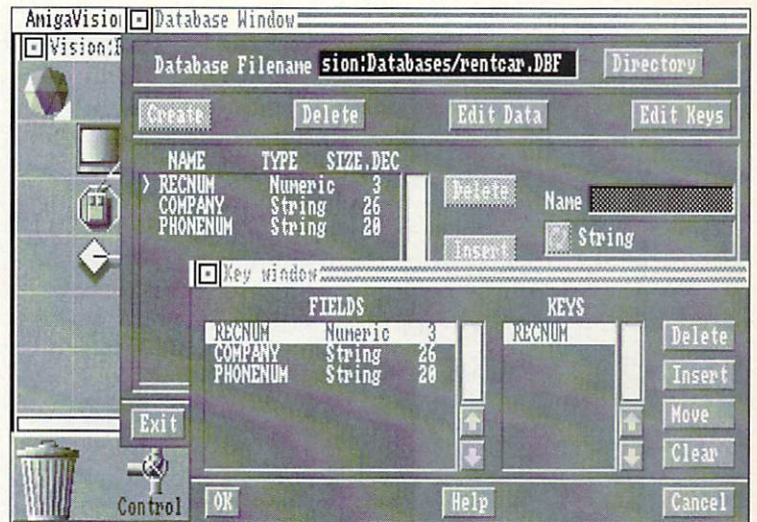 AmigaVisio
Database Window
Vision:
Database Filename sion:Databases/rentcar.DBF Directory
Create Delete Edit Data Edit Keys
NAME TYPE SIZE.DEC
> RECNUM Numeric 3
COMPANY String 26
PHONENUM String 20
Delete
Name
Insert
String
Key window
FIELDS KEYS
RECNUM Numeric 3
COMPANY String 26
PHONENUM String 20
RECNUM
Delete
Insert
Move
Clear
Exit
Control
OK Help Cancel